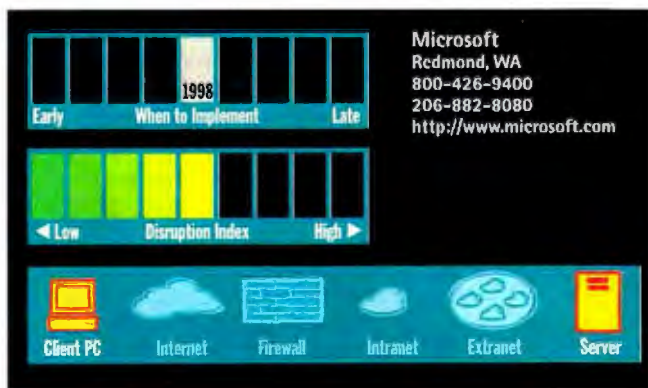 1998
Early When to Implement Late
◀ Low Disruption Index High ▶
Microsoft
Redmond, WA
800-426-9400
206-882-8080
http://www.microsoft.com
Client PC Internet Firewall Intranet Extranet Server